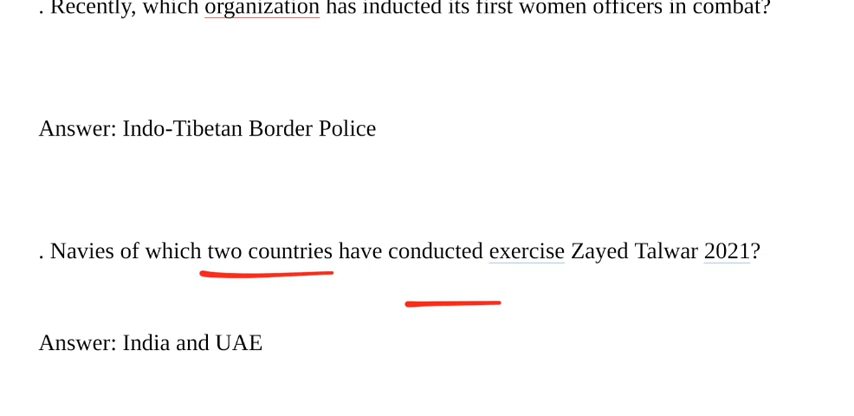 . Recently, which organization has inducted its first women officers in combat?
Answer: Indo-Tibetan Border Police
. Navies of which two countries have conducted exercise Zayed Talwar 2021?
Answer: India and UAE